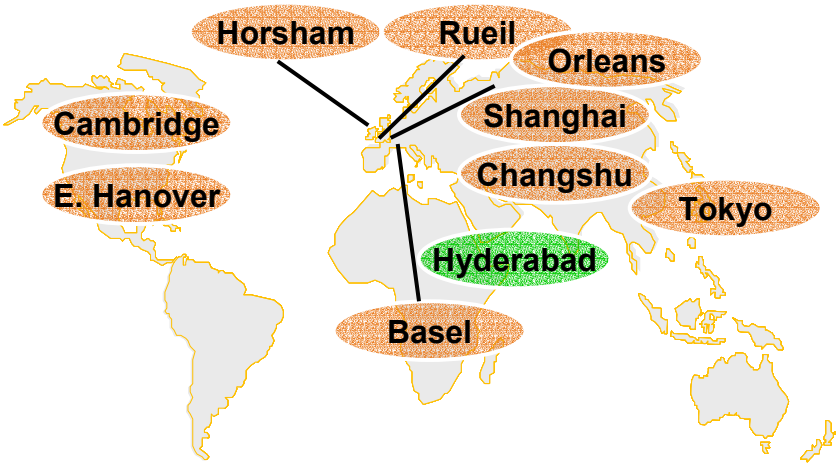 Horsham
Rueil
Orleans
Cambridge
Shanghai
E. Hanover
Changshu
Tokyo
Hyderabad
Basel